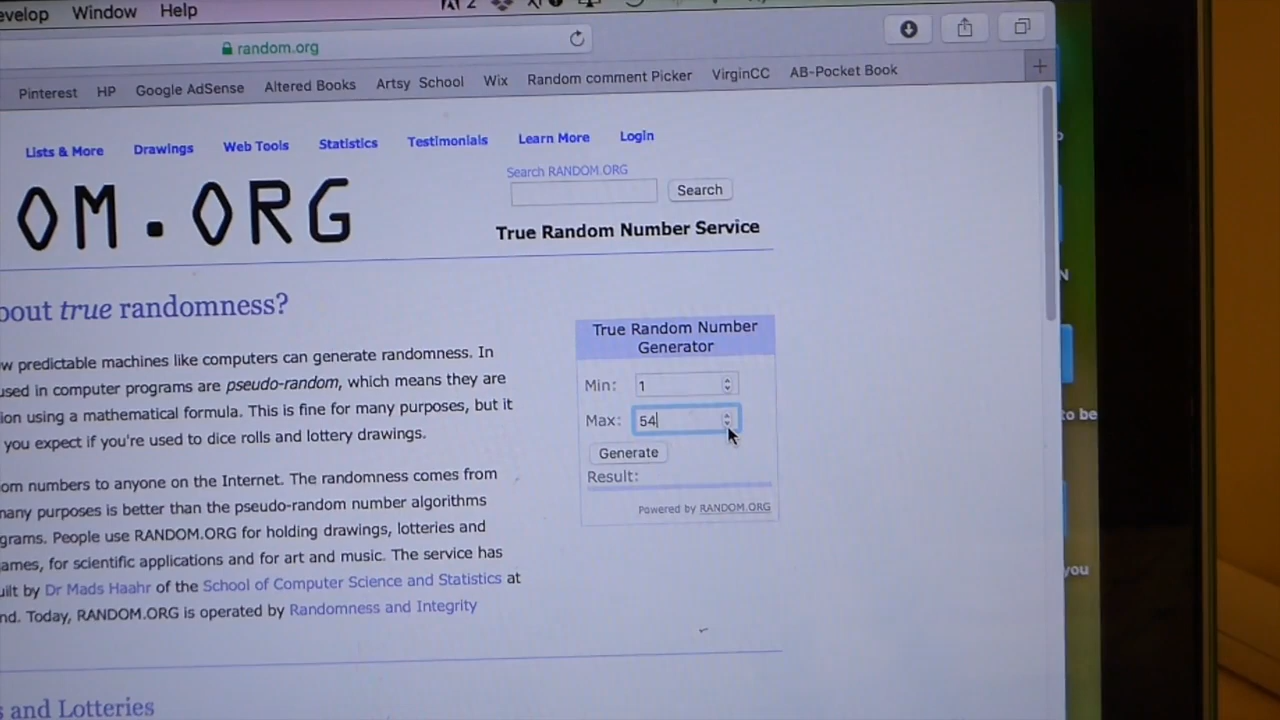 Window Help
random.org
Pinterest HP Google AdSense Altered Books Artsy School Wix Random comment Picker VirginCC AB-Pocket Book
Lists & More Drawings Web Tools Statistics Testimonials Learn More Login
Search RANDOM.ORG
Search
OM.ORG
True Random Number Service
bout true randomness?
True Random Number
Generator
Min: 1
Max: 54
Generate
Result:
Powered by RANDOM.ORG
w predictable machines like computers can generate randomness. In
used in computer programs are pseudo-random, which means they are
ion using a mathematical formula. This is fine for many purposes, but it
you expect if you're used to dice rolls and lottery drawings.
om numbers to anyone on the Internet. The randomness comes from
many purposes is better than the pseudo-random number algorithms
grams. People use RANDOM.ORG for holding drawings, lotteries and
games, for scientific applications and for art and music. The service has
uilt by Dr Mads Haahr of the School of Computer Science and Statistics at
nd. Today, RANDOM.ORG is operated by Randomness and Integrity
s and Lotteries
to be
you